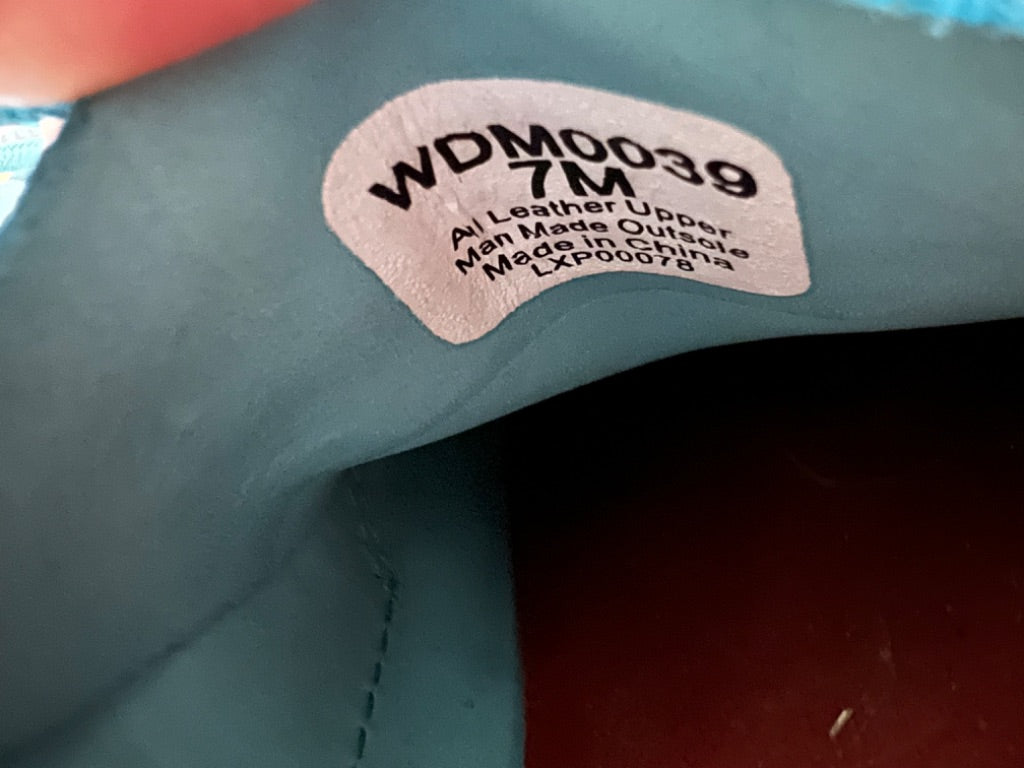 WDM0039
7M
All Leather Upper
Man Made Outsole
Made in China
LXP00078